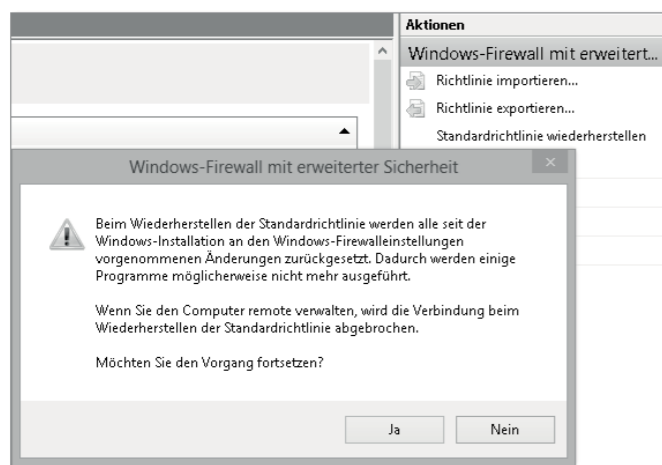 Aktionen
Windows-Firewall mit erweitert...
Richtlinie importieren...
Richtlinie exportieren...
Standardrichtlinie wiederherstellen
Windows-Firewall mit erweiterter Sicherheit
Beim Wiederherstellen der Standardrichtlinie werden alle seit der
Windows-Installation an den Windows-Firewalleinstellungen
vorgenommenen Änderungen zurückgesetzt. Dadurch werden einige
Programme möglicherweise nicht mehr ausgeführt.
Wenn Sie den Computer remote verwalten, wird die Verbindung beim
Wiederherstellen der Standardrichtlinie abgebrochen.
Möchten Sie den Vorgang fortsetzen?
Ja
Nein